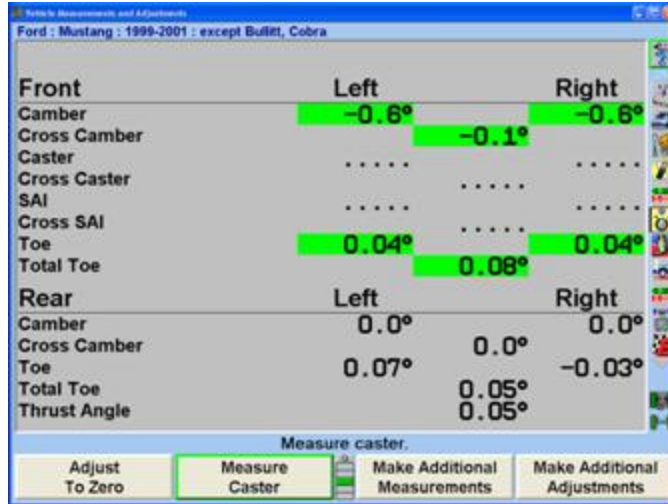 Vehicle Measurements and Adjustments
Ford : Mustang : 1999-2001 : except Bullitt, Cobra
Front Left Right
Camber -0.6° -0.6°
Cross Camber -0.1°
Caster ..... .....
Cross Caster .....
SAI ..... .....
Cross SAI .....
Toe 0.04° 0.04°
Total Toe 0.08°
Rear Left Right
Camber 0.0° 0.0°
Cross Camber 0.0°
Toe 0.07° -0.03°
Total Toe 0.05°
Thrust Angle 0.05°
Measure caster.
Adjust To Zero
Measure Caster
Make Additional Measurements
Make Additional Adjustments